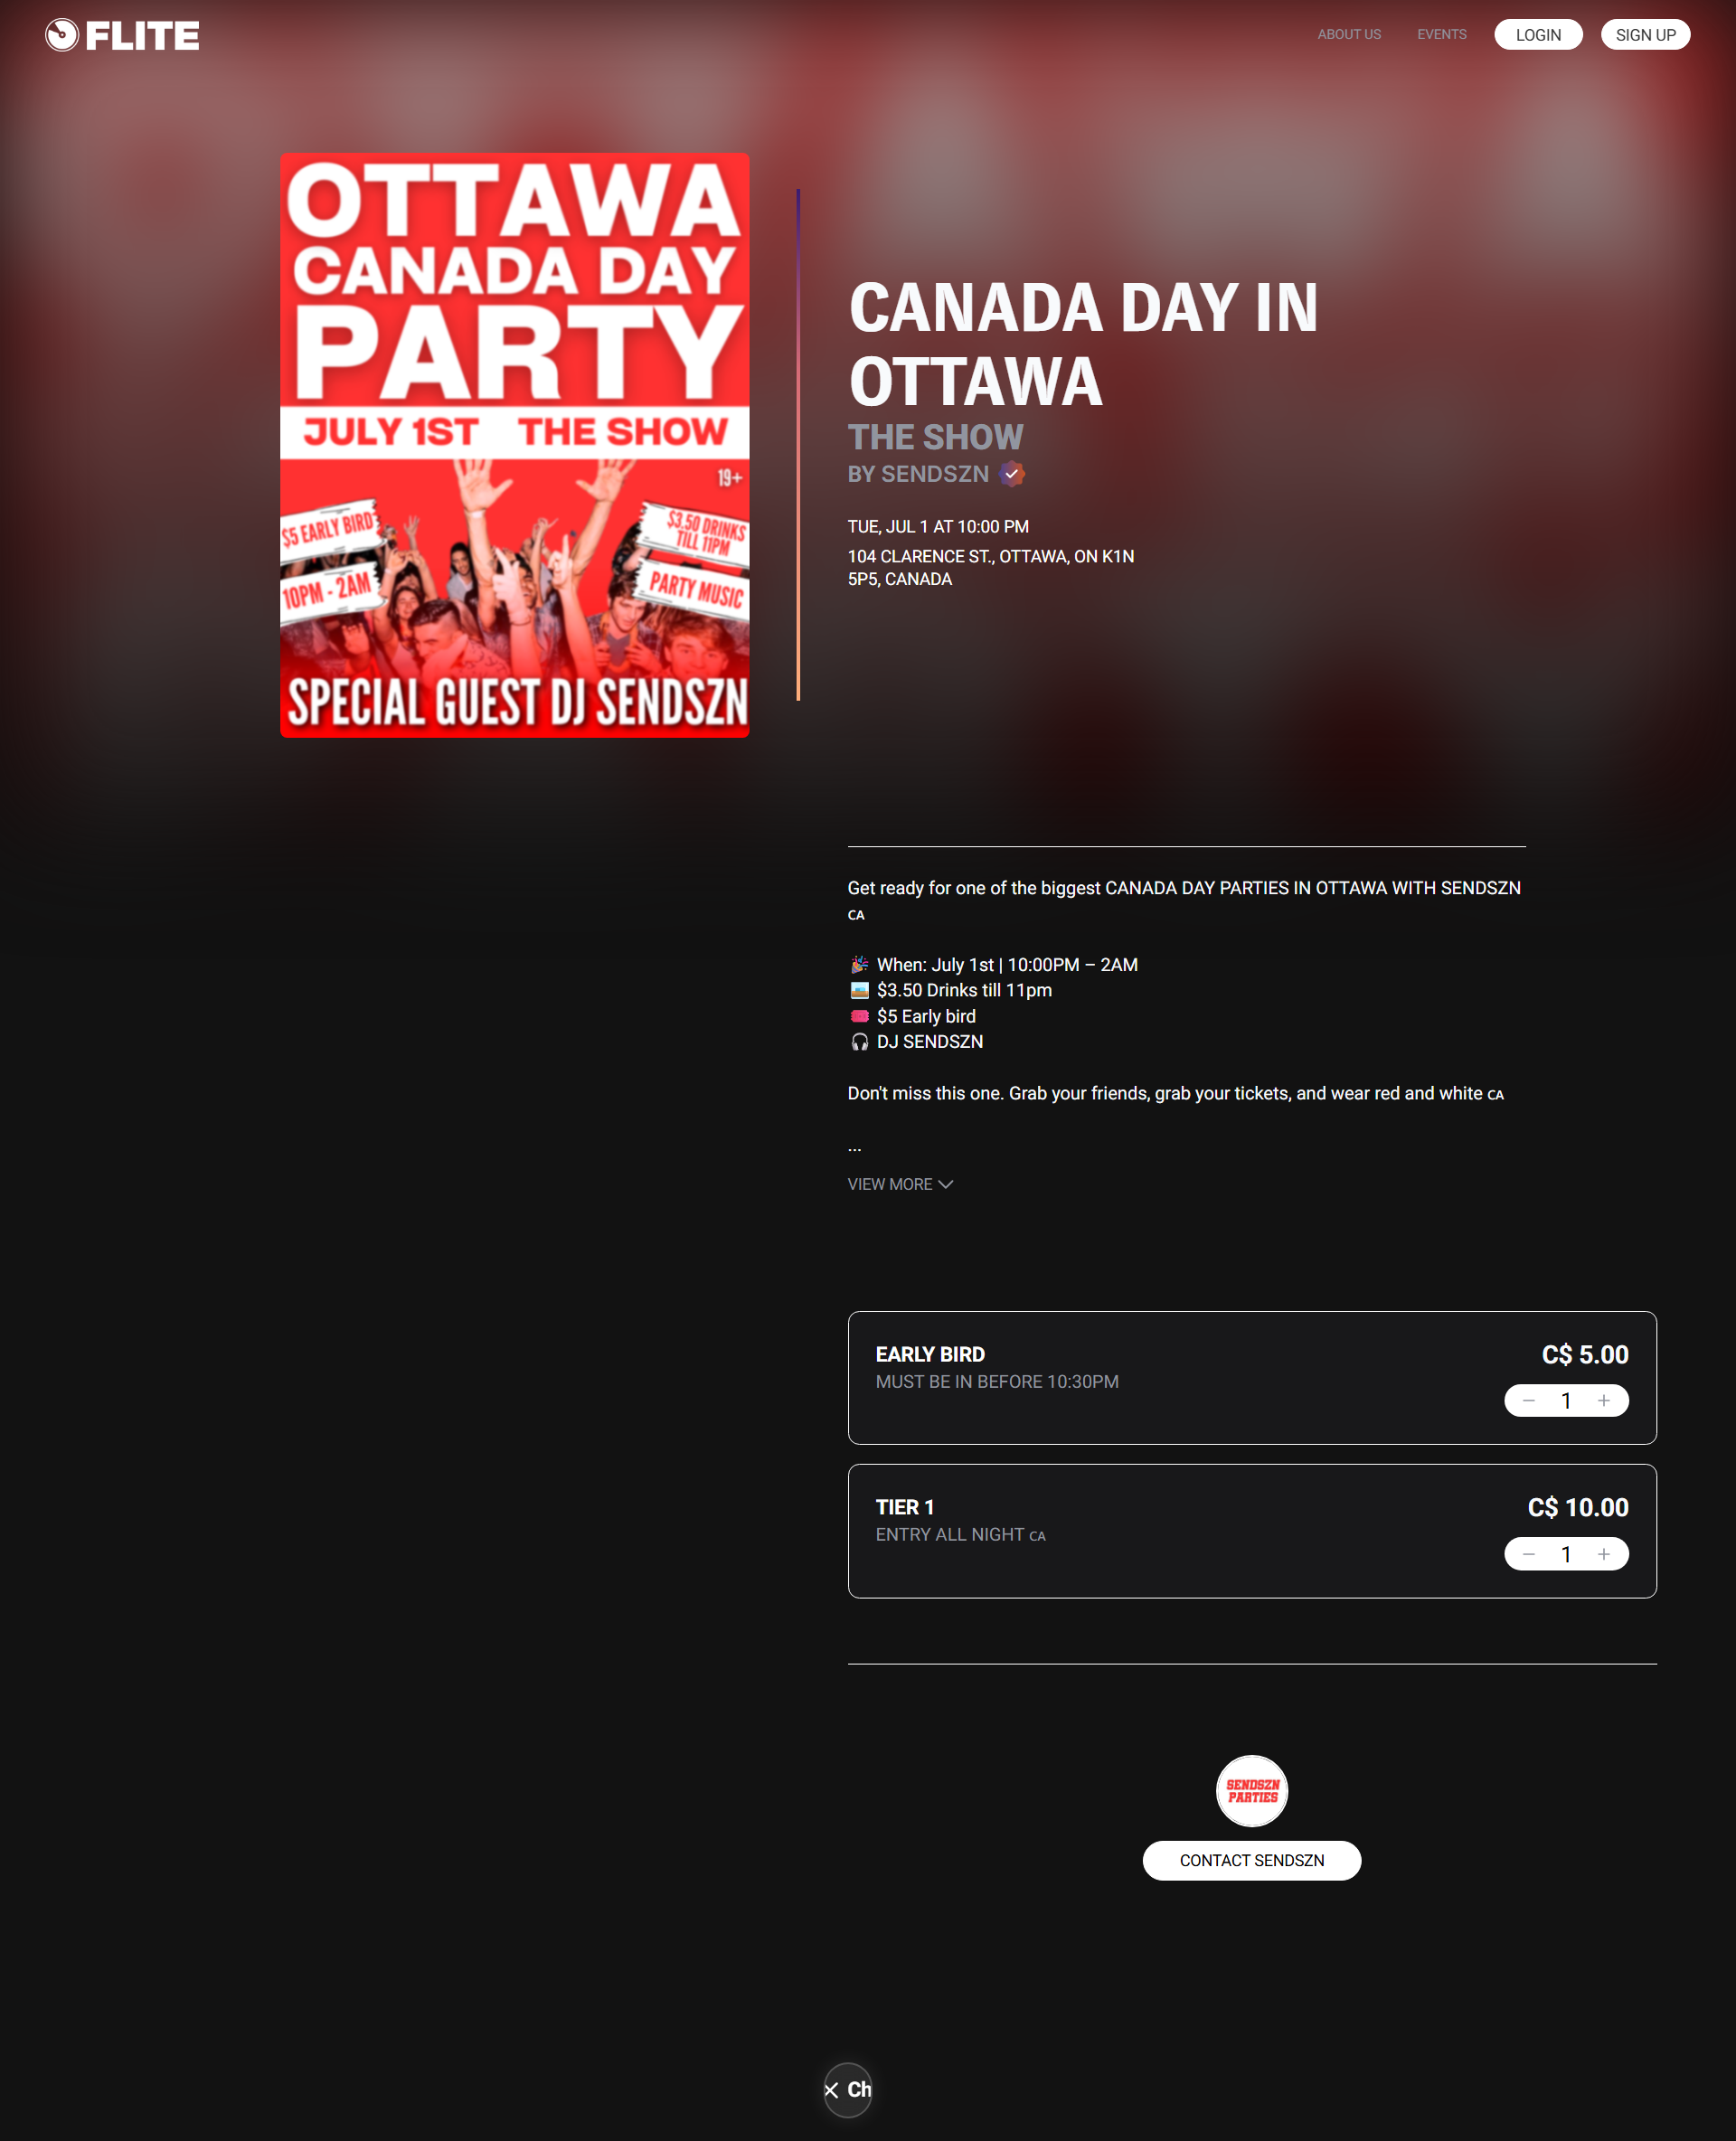 FLITE
ABOUT US
EVENTS
LOGIN
SIGN UP
OTTAWA
CANADA DAY
PARTY
JULY 1ST THE SHOW
19+
$5 EARLY BIRD
$3.50 DRINKS
TILL 11PM
10PM - 2AM
PARTY MUSIC
SPECIAL GUEST DJ SENDSZN
CANADA DAY IN
OTTAWA
THE SHOW
BY SENDSZN
TUE, JUL 1 AT 10:00 PM
104 CLARENCE ST., OTTAWA, ON K1N
5P5, CANADA
Get ready for one of the biggest CANADA DAY PARTIES IN OTTAWA WITH SENDSZN
🇨🇦
🎉 When: July 1st | 10:00PM – 2AM
$3.50 Drinks till 11pm
🎟️ $5 Early bird
🎧 DJ SENDSZN
Don't miss this one. Grab your friends, grab your tickets, and wear red and white 🇨🇦
...
VIEW MORE
EARLY BIRD
C$ 5.00
MUST BE IN BEFORE 10:30PM
− 1 +
TIER 1
C$ 10.00
ENTRY ALL NIGHT 🇨🇦
− 1 +
SENDSZN
PARTIES
CONTACT SENDSZN
Ch